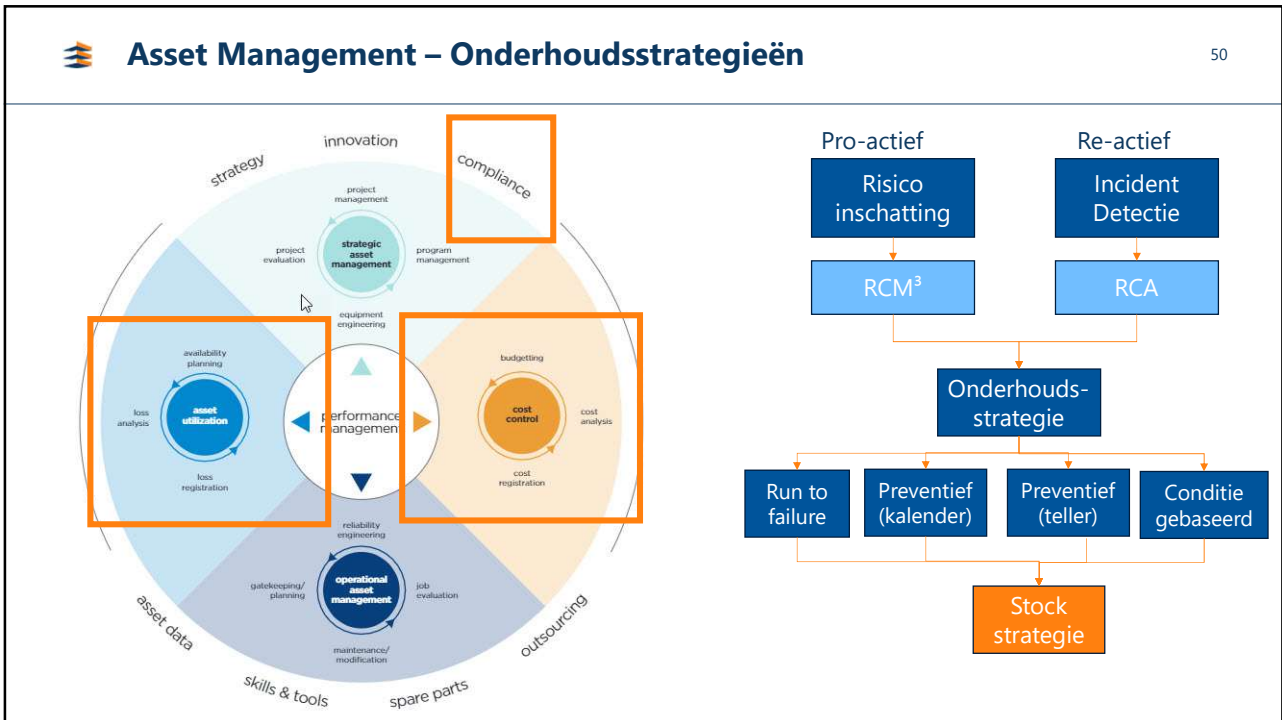 Asset Management – Onderhoudsstrategieën
50
strategy
innovation
compliance
project
management
project
evaluation
strategic
asset
management
program
management
equipment
engineering
availability
planning
loss
analysis
asset
utilization
loss
registration
performance
management
budgetting
cost
control
cost
analysis
cost
registration
reliability
engineering
gatekeeping/
planning
operational
asset
management
job
evaluation
maintenance/
modification
asset data
skills & tools
spare parts
outsourcing
Pro-actief
Re-actief
Risico
inschatting
Incident
Detectie
RCM³
RCA
Onderhouds-
strategie
Run to
failure
Preventief
(kalender)
Preventief
(teller)
Conditie
gebaseerd
Stock
strategie